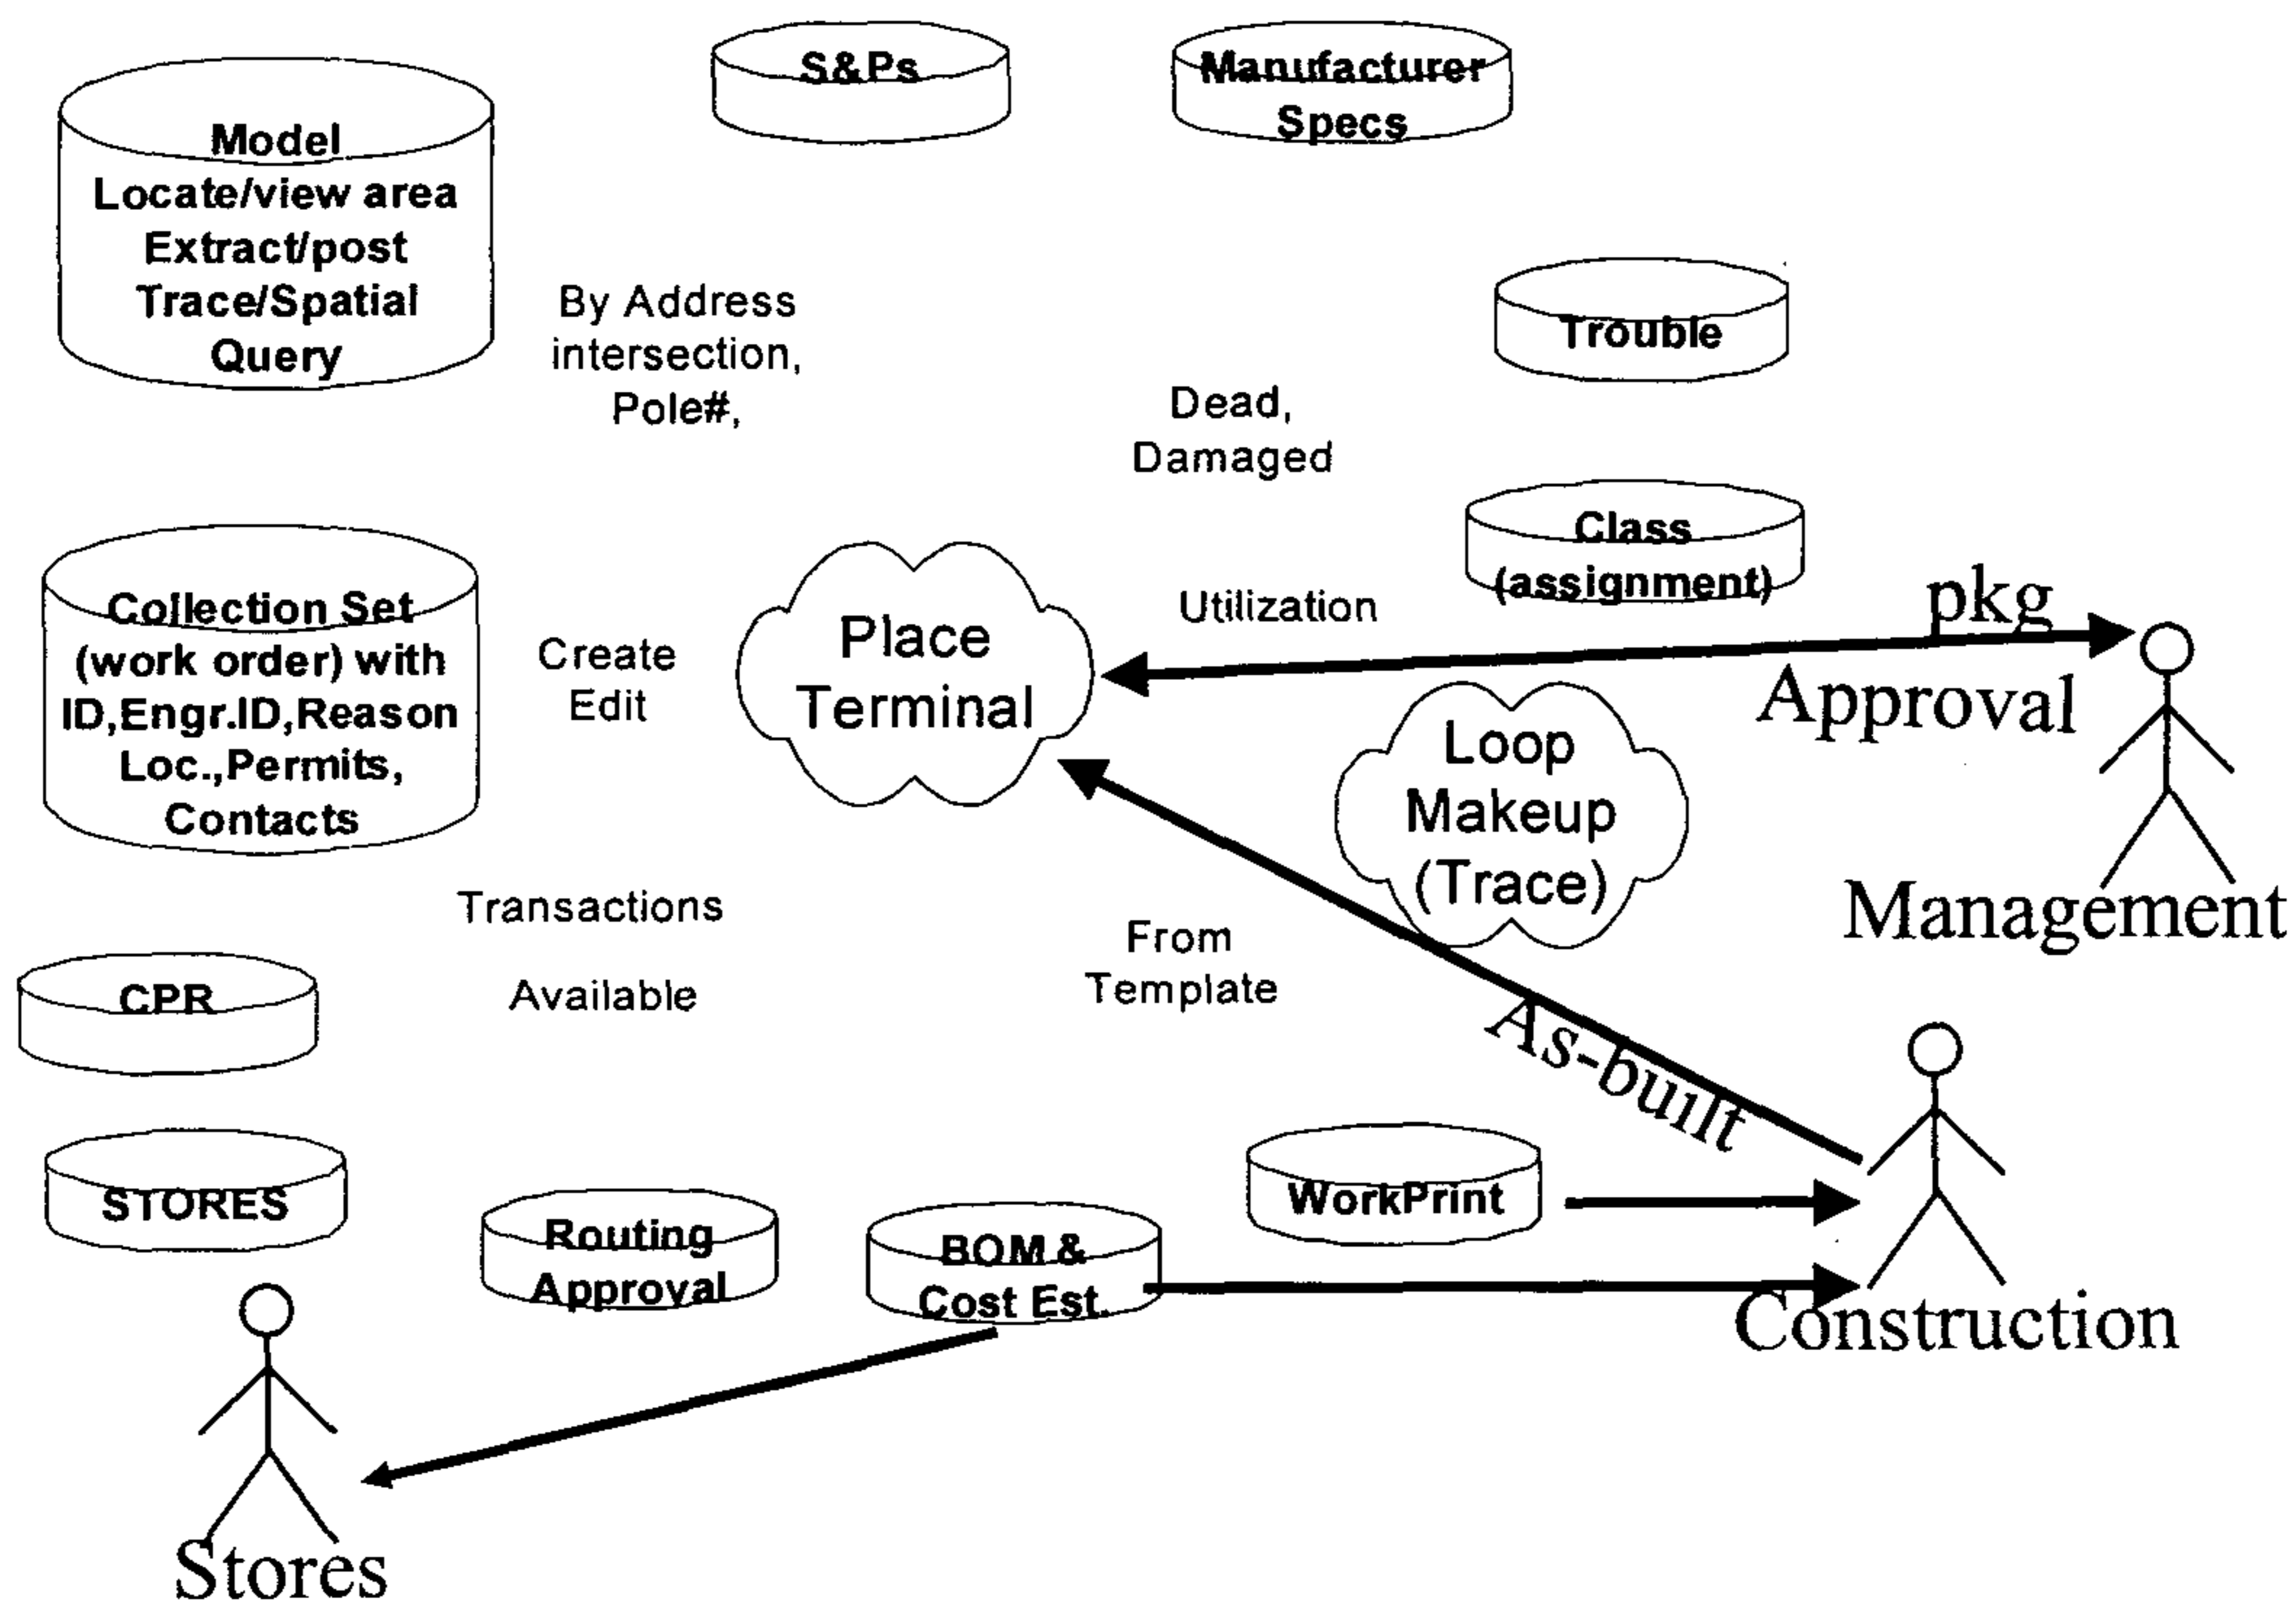 S&Ps
Manufacturer
Specs
Model
Locate/view area
Extract/post
Trace/Spatial
Query
By Address
intersection,
Pole#,
Trouble
Dead,
Damaged
Class
(assignment)
Utilization
pkg
Approval
Management
Collection Set
(work order) with
ID,Engr.ID,Reason
Loc.,Permits,
Contacts
Create
Edit
Place
Terminal
Loop
Makeup
(Trace)
Transactions
Available
From
Template
As-built
CPR
STORES
Routing
Approval
BOM &
Cost Est.
WorkPrint
Construction
Stores